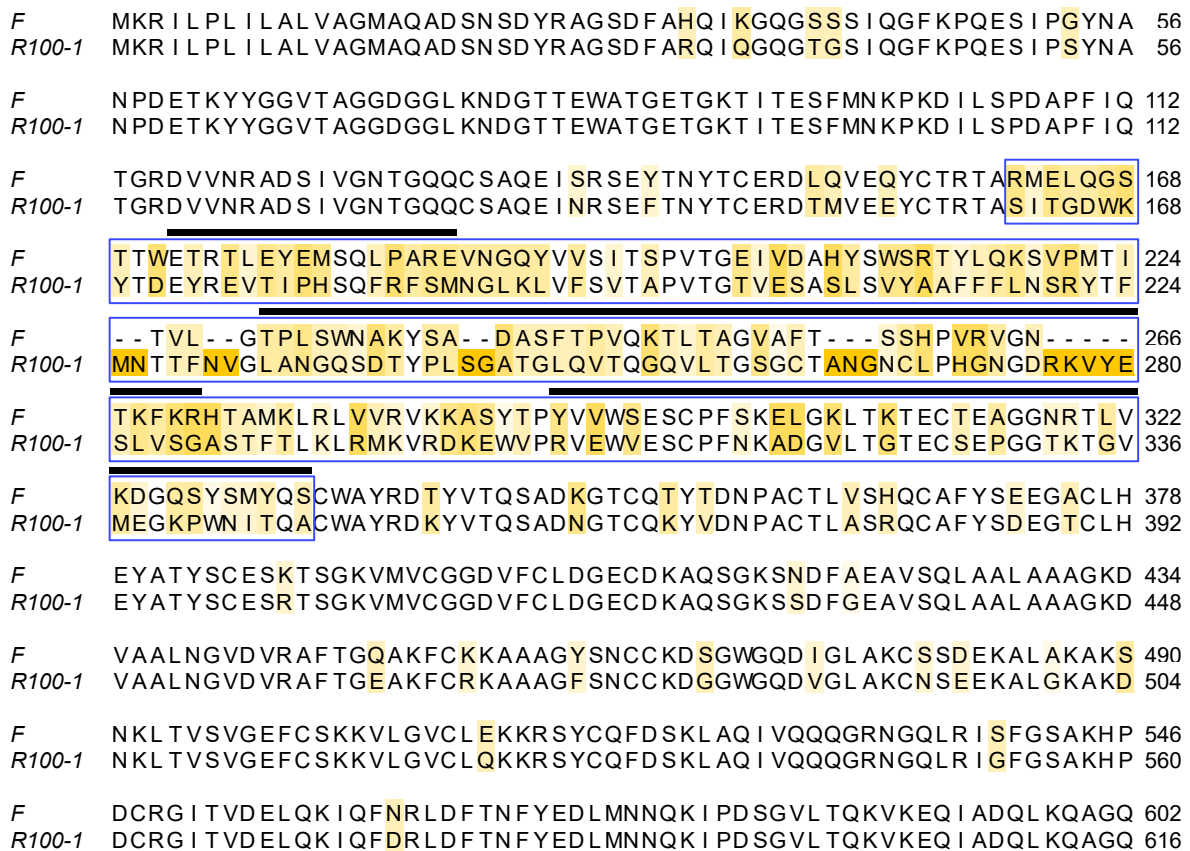 F MKRILPLILALVAGMAQADSNSDYRAGSDFAHQIKGQGSSSIQGFKPQESIPGYNA 56
R100-1 MKRILPLILALVAGMAQADSNSDYRAGSDFARQIQGQGTGSIQGFKPQESIPSYNA 56
F NPDETKYYGGVTAGGDGGLKNDGTTEWATGETGKTITESFMNKPKDILSPDAPFIQ 112
R100-1 NPDETKYYGGVTAGGDGGLKNDGTTEWATGETGKTITESFMNKPKDILSPDAPFIQ 112
F TGRDVVNRADSIVGNTGQQCSAQEISRSEYTNYTCERDLQVEQYCTRTARMELQGS 168
R100-1 TGRDVVNRADSIVGNTGQQCSAQEINRSEFTNYTCERDTMVEEYCTRTASITGDWK 168
F TTWETRTLEYEMSQLPAREVNGQYVVSITSPVTGEIVDAHYSWSRTYLQKSVPMTI 224
R100-1 YTDEYREVTIPHSQFRFSMNGLKLVFSVTAPVTGTVESASLSVYAAFFFLNSRYTF 224
F --TVL--GTPLSWNAKYSA--DASFTPVQKTLTAGVAFT---SSHPVRVGN----- 266
R100-1 MNTTFNVGLANGQSDTYPLSGATGLQVTQGQVLTGSGCTANGNCLPHGNGDRKVYE 280
F TKFKRHTAMKLRLVVRVKKASYTPYVVWSESCPFSKELGKLTKTECTEAGGNRTLV 322
R100-1 SLVSGASTFTLKLRMKVRDKEWVPRVEWVESCPFNKADGVLTGTECSEPGGTKTGV 336
F KDGQSYSMYQSCWAYRDTYVTQSADKGTCQTYTDNPACTLVSHQCAFYSEEGACLH 378
R100-1 MEGKPWNITQACWAYRDKYVTQSADNGTCQKYVDNPACTLASRQCAFYSDEGTCLH 392
F EYATYSCESKTSGKVMVCGGDVFCLDGECDKAQSGKSNDFAEAVSQLAALAAAGKD 434
R100-1 EYATYSCESRTSGKVMVCGGDVFCLDGECDKAQSGKSSDFGEAVSQLAALAAAGKD 448
F VAALNGVDVRAFTGQAKFCKKAAAGYSNCCKDSGWGQDIGLAKCSSDEKALAKAKS 490
R100-1 VAALNGVDVRAFTGEAKFCRKAAAGFSNCCKDGGWGQDVGLAKCNSEEKALGKAKD 504
F NKLTVSVGEFCSKKVLGVCLEKKRSYCQFDSKLAQIVQQQGRNGQLRISFGSAKHP 546
R100-1 NKLTVSVGEFCSKKVLGVCLQKKRSYCQFDSKLAQIVQQQGRNGQLRIGFGSAKHP 560
F DCRGITVDELQKIQFNRLDFTNFYEDLMNNQKIPDSGVLTQKVKEQIADQLKQAGQ 602
R100-1 DCRGITVDELQKIQFDRLDFTNFYEDLMNNQKIPDSGVLTQKVKEQIADQLKQAGQ 616